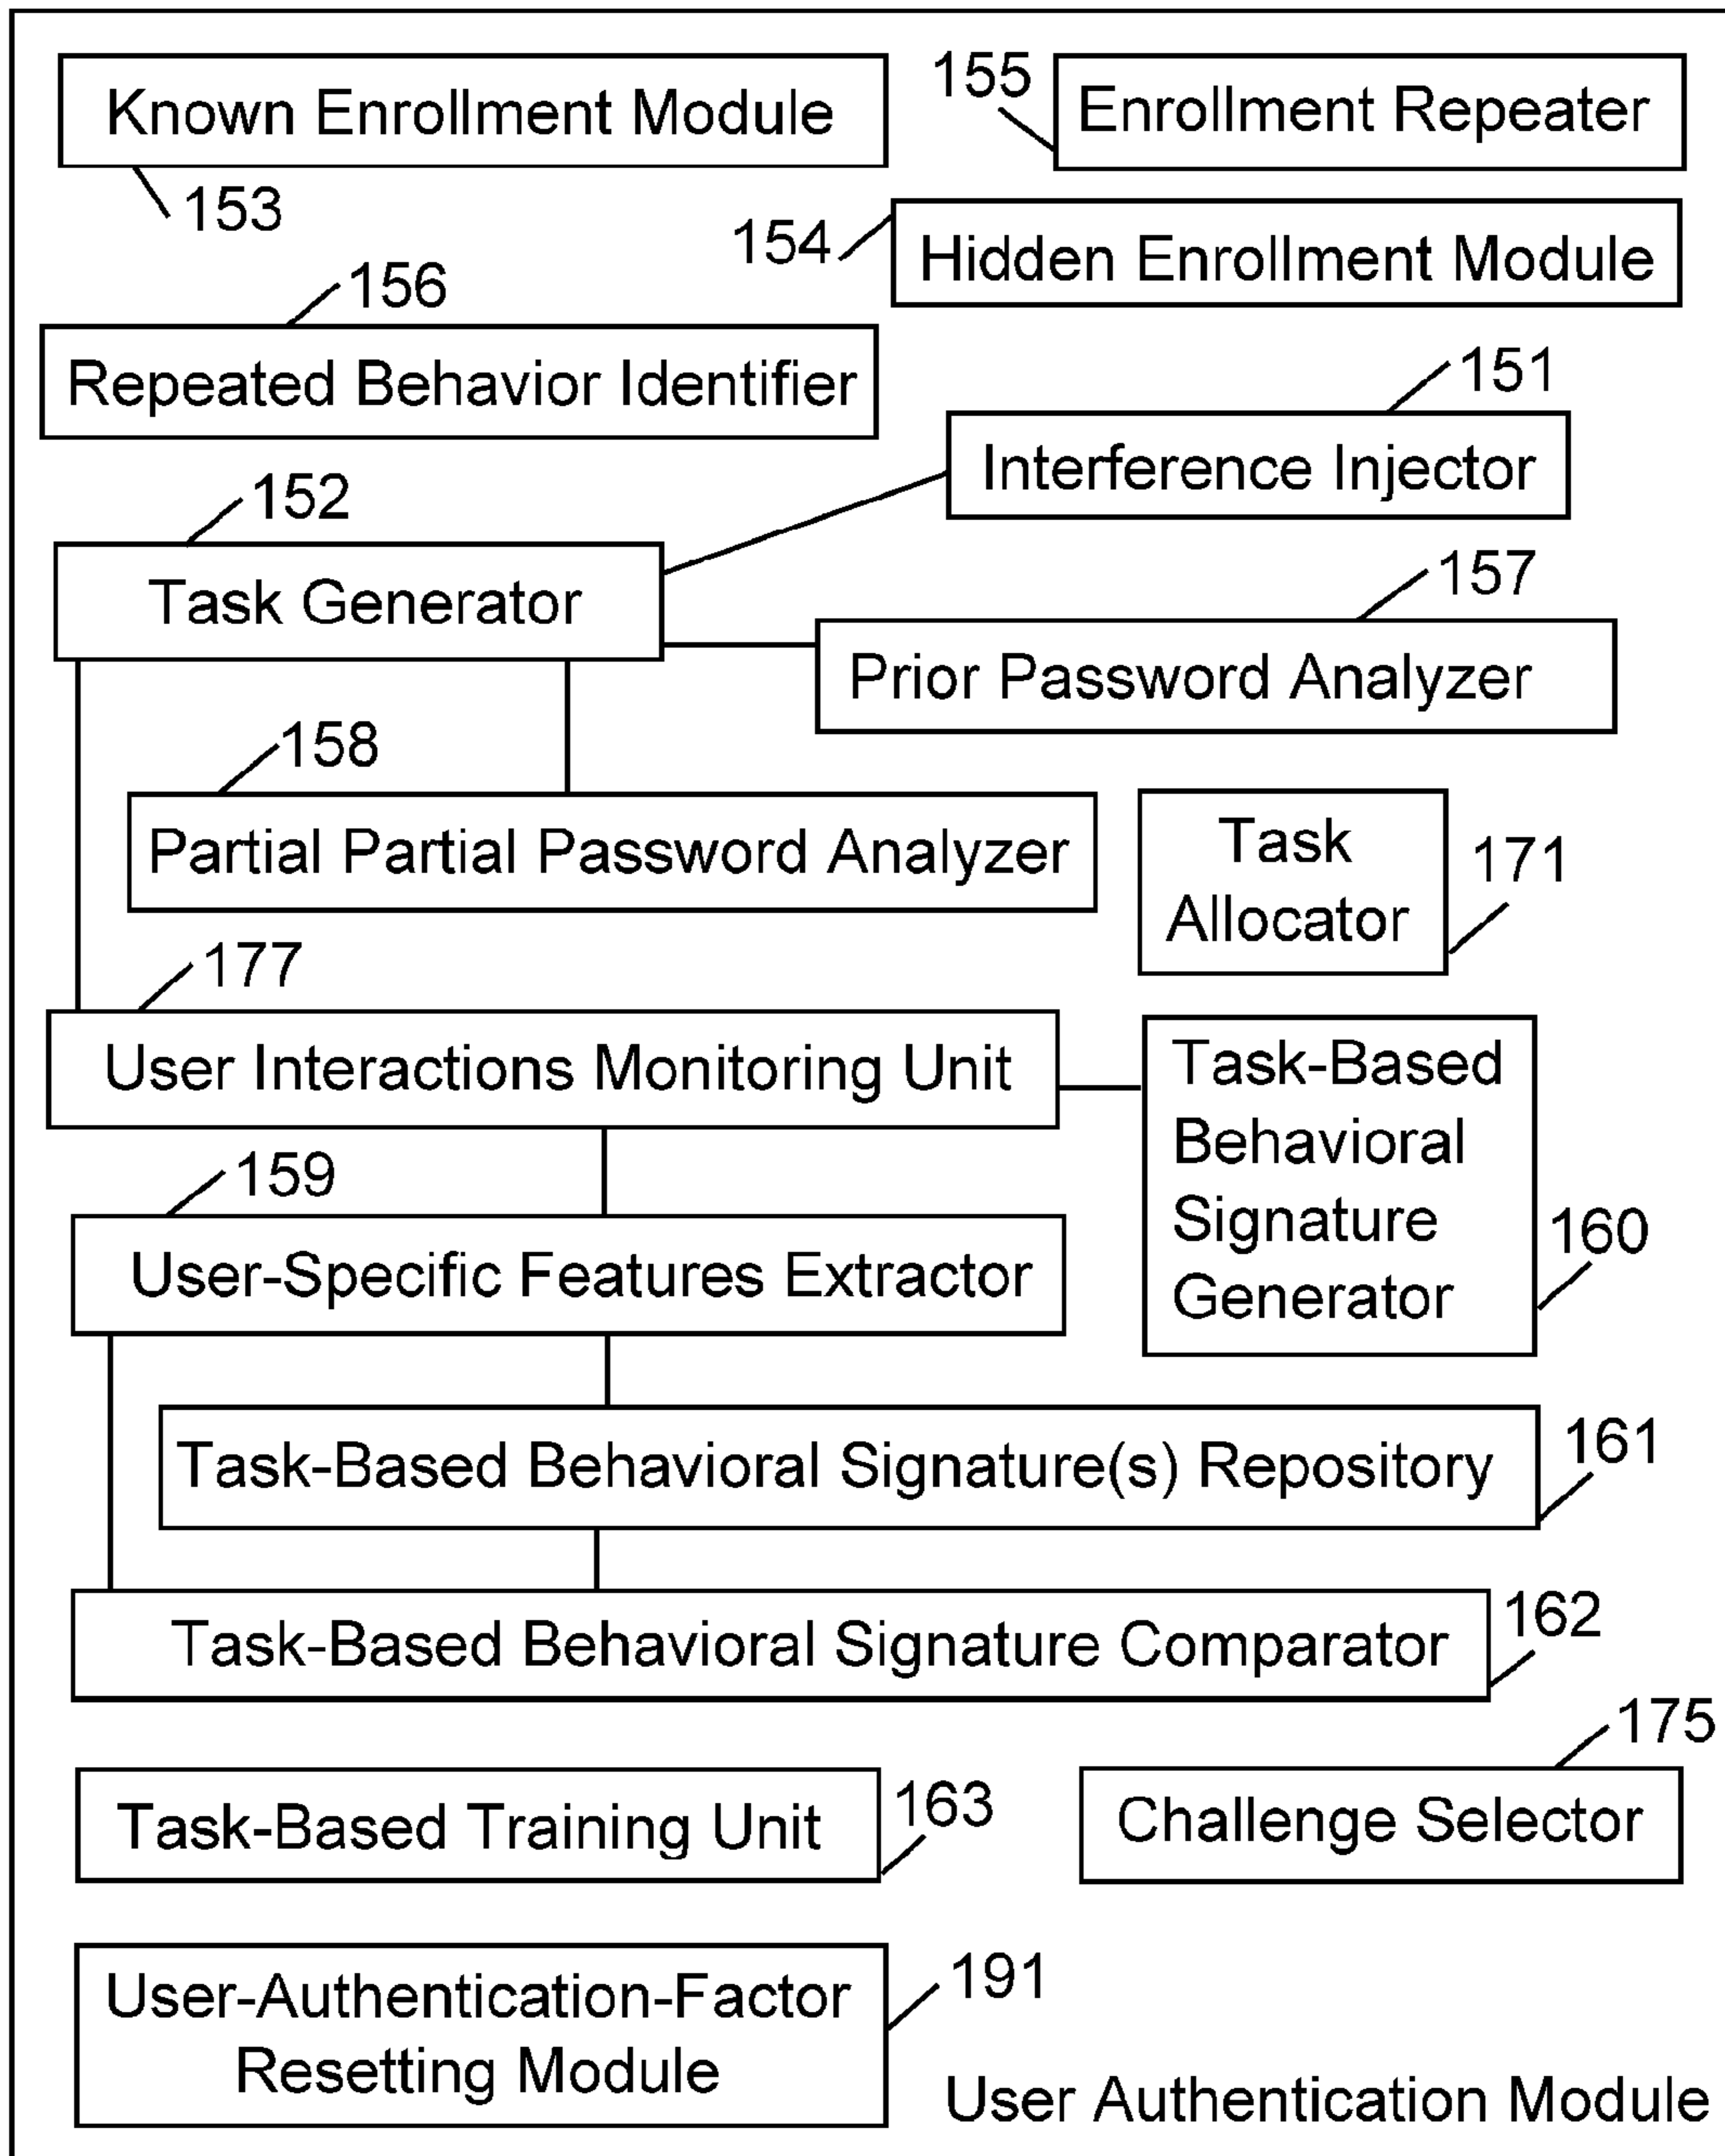 Known Enrollment Module
155
Enrollment Repeater
153
154
Hidden Enrollment Module
156
Repeated Behavior Identifier
151
Interference Injector
152
Task Generator
157
Prior Password Analyzer
158
Partial Partial Password Analyzer
Task
Allocator
171
177
User Interactions Monitoring Unit
Task-Based
Behavioral
Signature
Generator
160
159
User-Specific Features Extractor
Task-Based Behavioral Signature(s) Repository
161
Task-Based Behavioral Signature Comparator
162
175
Task-Based Training Unit
163
Challenge Selector
User-Authentication-Factor
Resetting Module
191
User Authentication Module